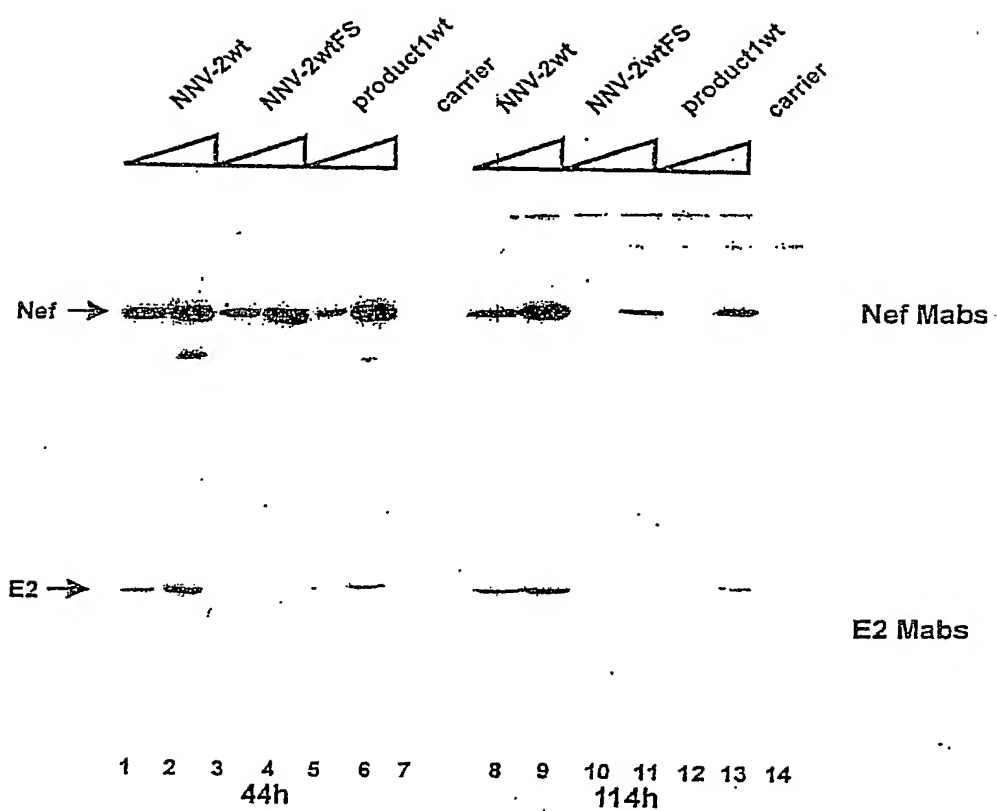 NNV-2wt NNV-2wtFS product1wt carrier NNV-2wt NNV-2wtFS product1wt carrier
Nef Nef Mabs
E2
E2 Mabs
1 2 3 4 5 6 7 8 9 10 11 12 13 14
44h 114h